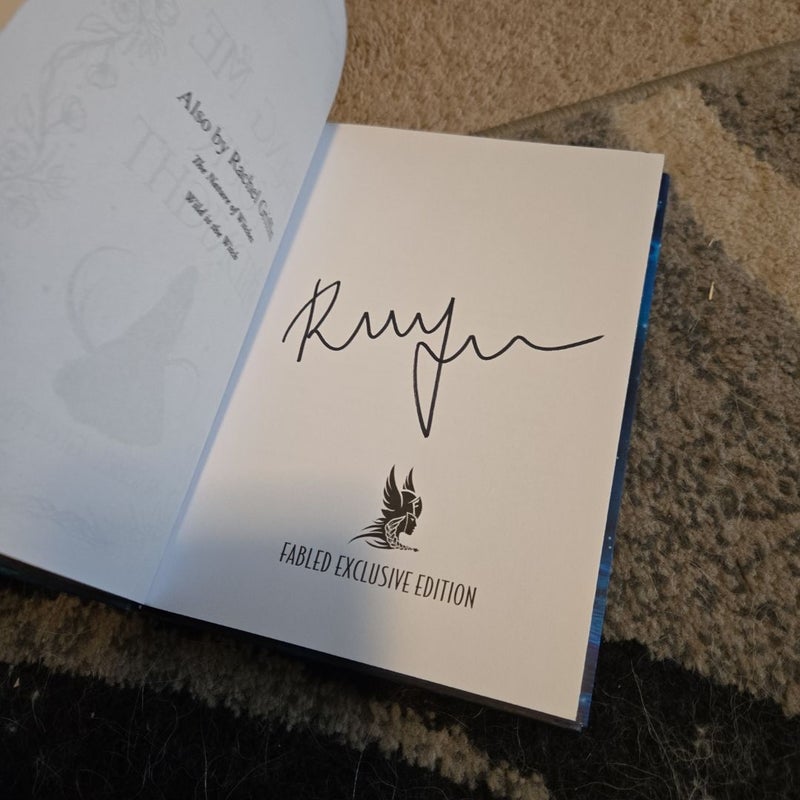 Also by Rachel Griffin
The Nature of Witches
Wild is the Witch
FABLED EXCLUSIVE EDITION